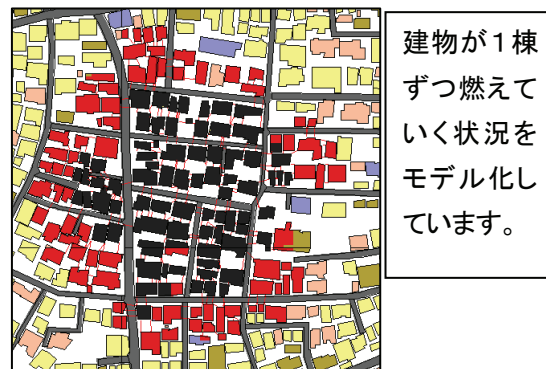 建物が1棟
ずつ燃えて
いく状況を
モデル化し
ています。